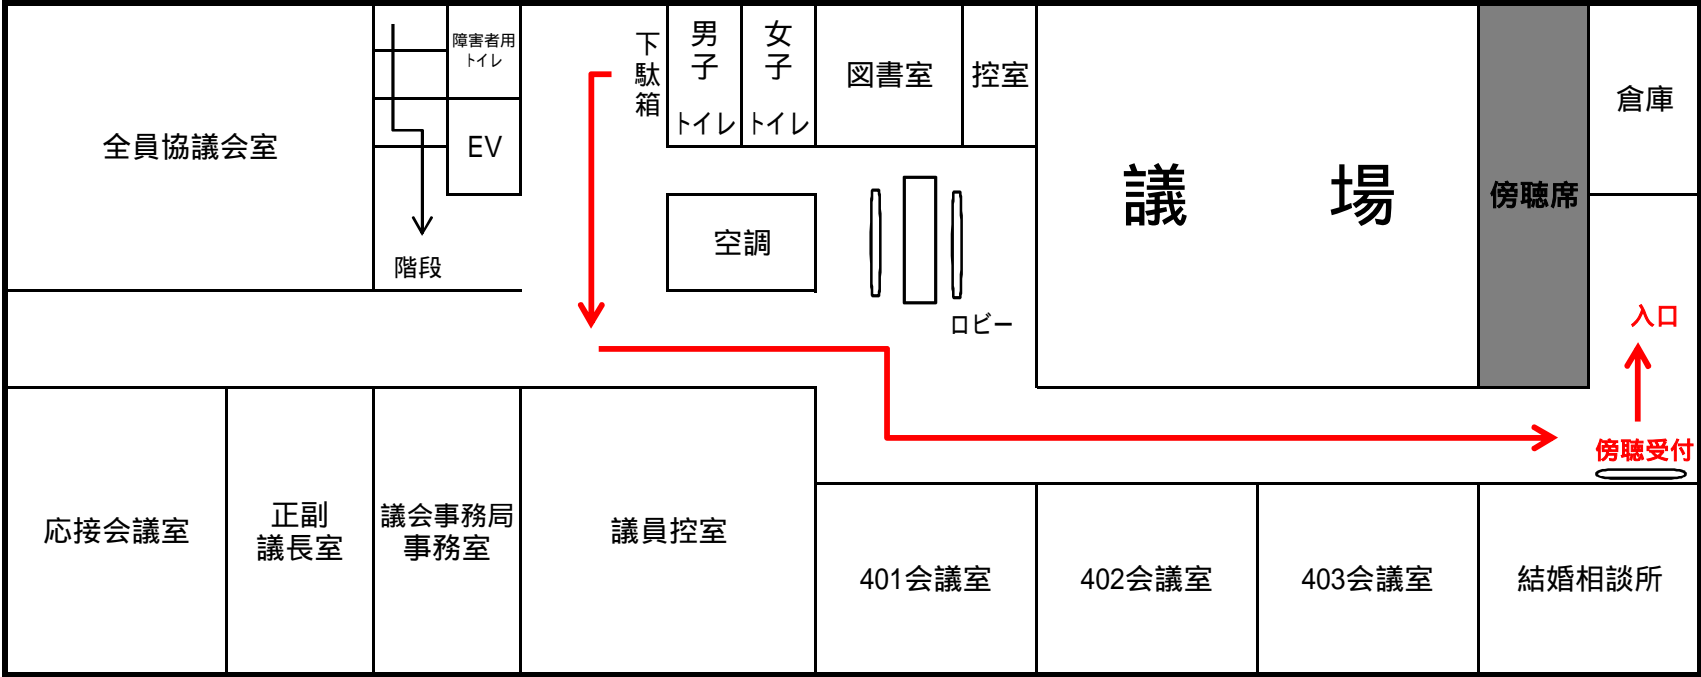 障害者用
トイレ
下駄箱
男子
トイレ
女子
トイレ
図書室
控室
倉庫
全員協議会室
EV
議　場
傍聴席
空調
階段
ロビー
入口
傍聴受付
応接会議室
正副
議長室
議会事務局
事務室
議員控室
401会議室
402会議室
403会議室
結婚相談所